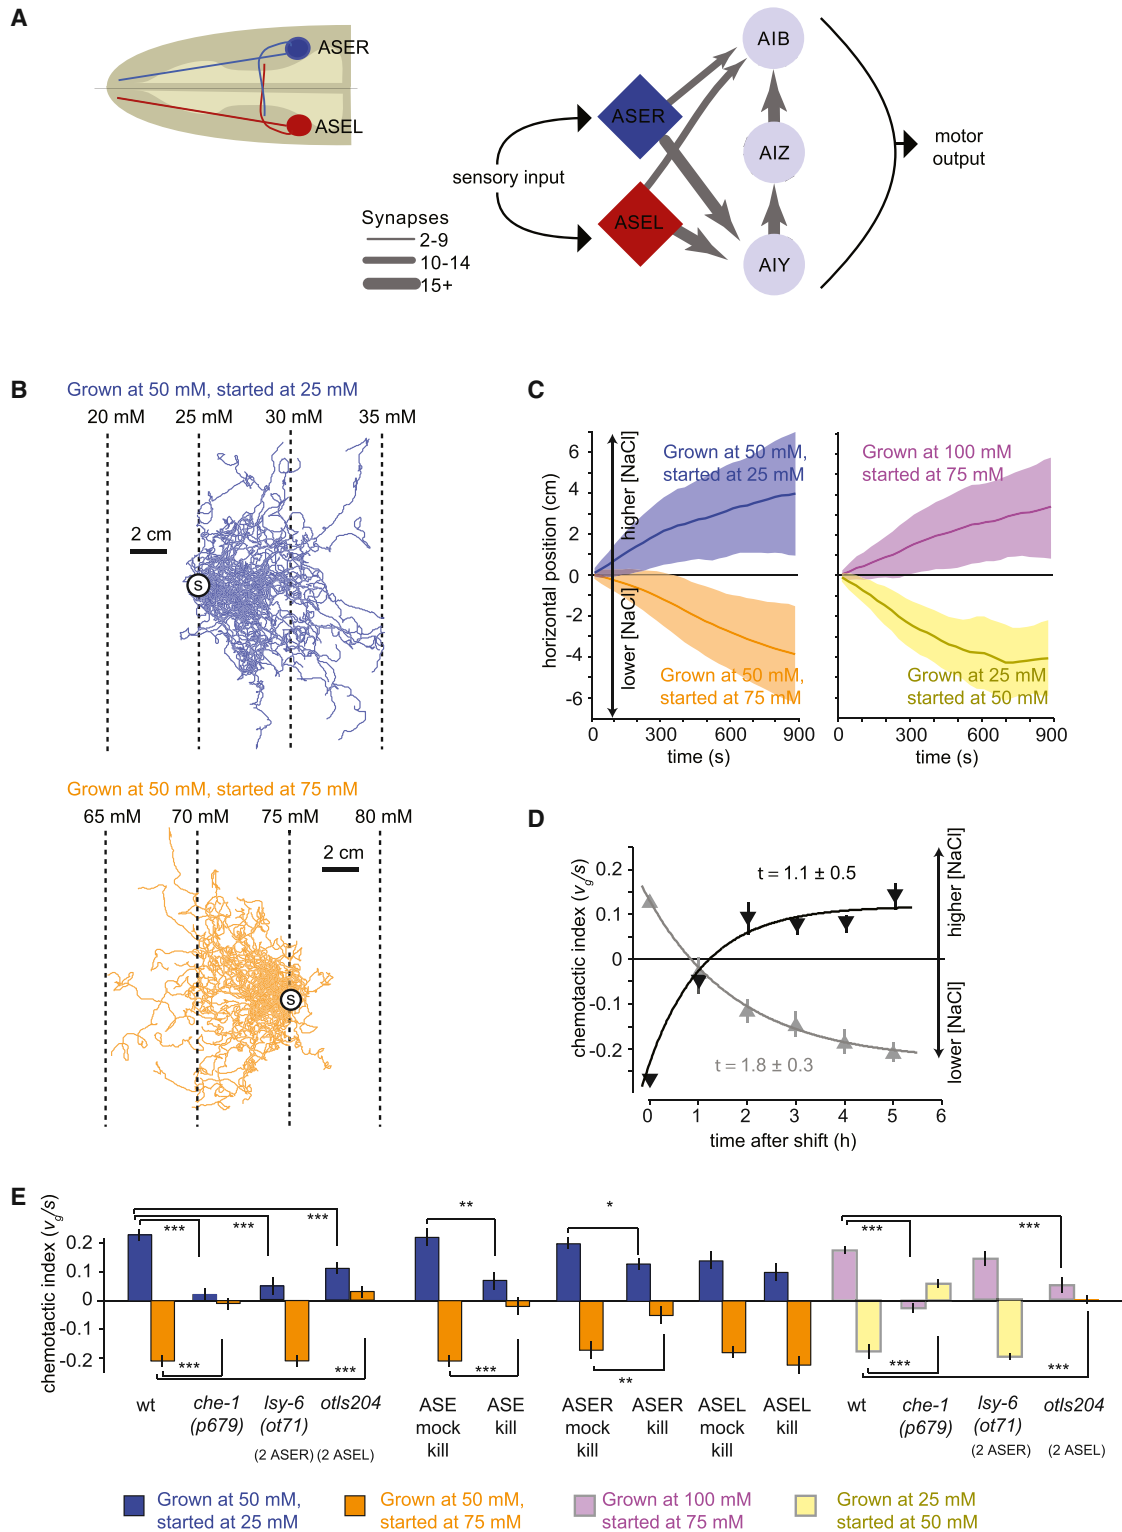 A
ASER
ASEL
sensory input
Synapses
2-9
10-14
15+
ASER
ASEL
AIB
AIZ
AIY
motor
output
B
Grown at 50 mM, started at 25 mM
20 mM 25 mM 30 mM 35 mM
2 cm
S
Grown at 50 mM, started at 75 mM
65 mM 70 mM 75 mM 80 mM
2 cm
S
C
horizontal position (cm)
6
4
2
0
-2
-4
-6
higher [NaCl]
lower [NaCl]
Grown at 50 mM,
started at 25 mM
Grown at 50 mM,
started at 75 mM
0 300 600 900
time (s)
Grown at 100 mM
started at 75 mM
Grown at 25 mM
started at 50 mM
0 300 600 900
time (s)
D
chemotactic index (vg/s)
0.2
0.1
0
-0.1
-0.2
t = 1.1 ± 0.5
t = 1.8 ± 0.3
higher [NaCl]
lower [NaCl]
0 1 2 3 4 5 6
time after shift (h)
E
chemotactic index (vg/s)
0.2
0.1
0
-0.1
-0.2
*** *** *** ** * *** ***
*** *** *** ** *** ***
wt
che-1
(p679)
lsy-6
(ot71)
(2 ASER)
otIs204
(2 ASEL)
ASE
mock
kill
ASE
kill
ASER
mock
kill
ASER
kill
ASEL
mock
kill
ASEL
kill
wt
che-1
(p679)
lsy-6
(ot71)
(2 ASER)
otIs204
(2 ASEL)
Grown at 50 mM,
started at 25 mM
Grown at 50 mM,
started at 75 mM
Grown at 100 mM
started at 75 mM
Grown at 25 mM
started at 50 mM